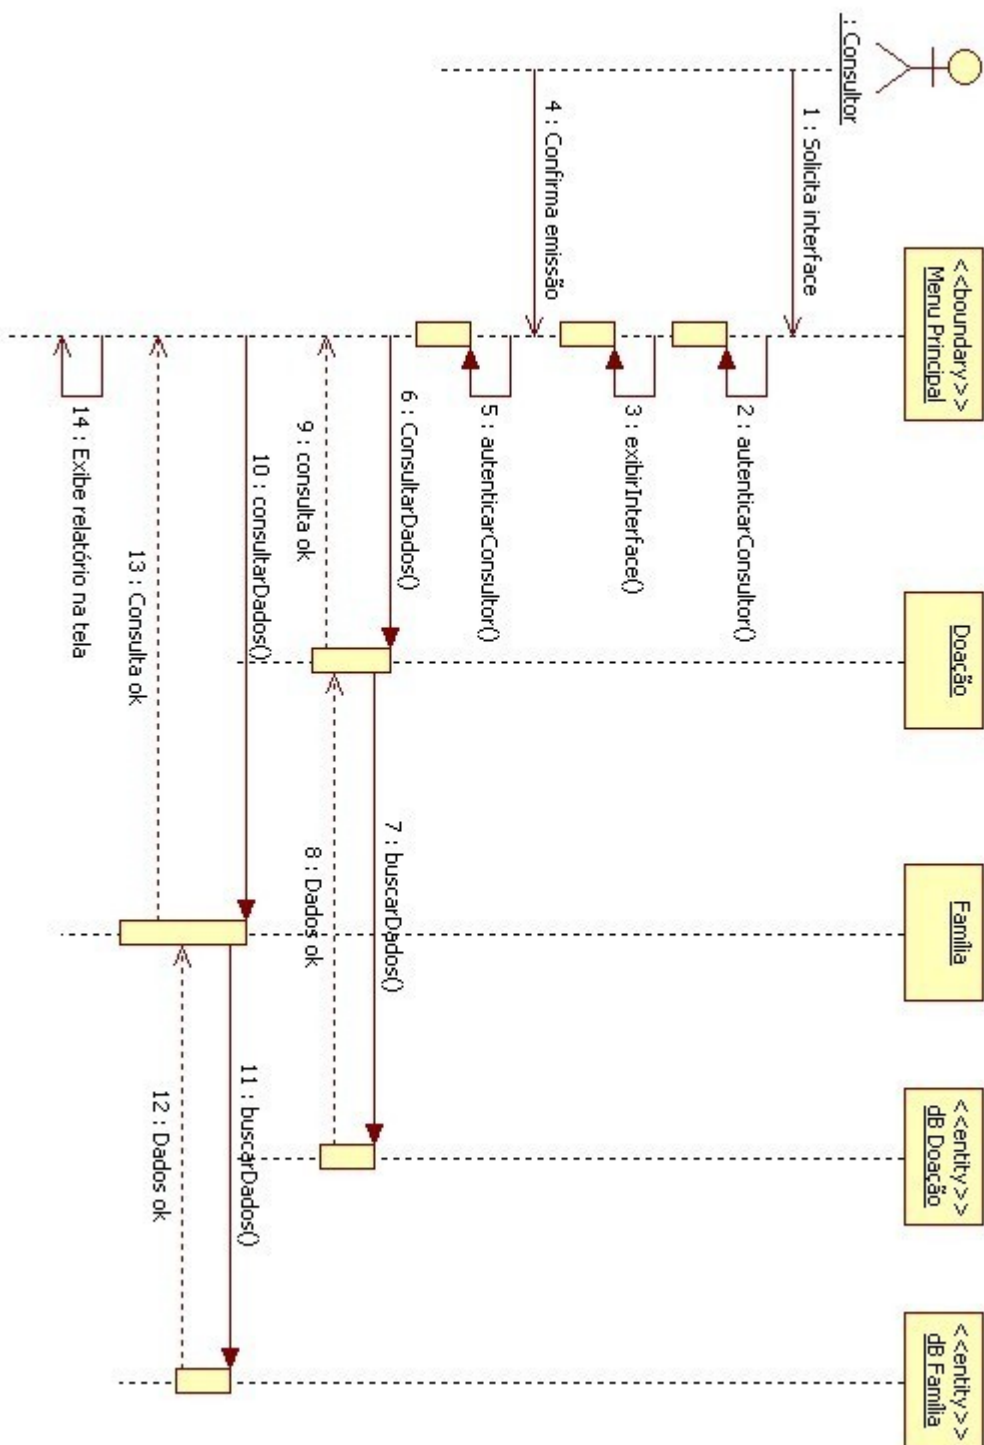 : Consultor
<<boundary>>
Menu Principal
Doação
Família
<<entity>>
dB Doação
<<entity>>
dB Família
1 : Solicita interface
2 : autenticarConsultor()
3 : exibirInterface()
4 : Confirma emissão
5 : autenticarConsultor()
6 : ConsultarDados()
7 : buscarDados()
8 : Dados ok
9 : consulta ok
10 : consultarDados()
11 : buscarDados()
12 : Dados ok
13 : Consulta ok
14 : Exibe relatório na tela